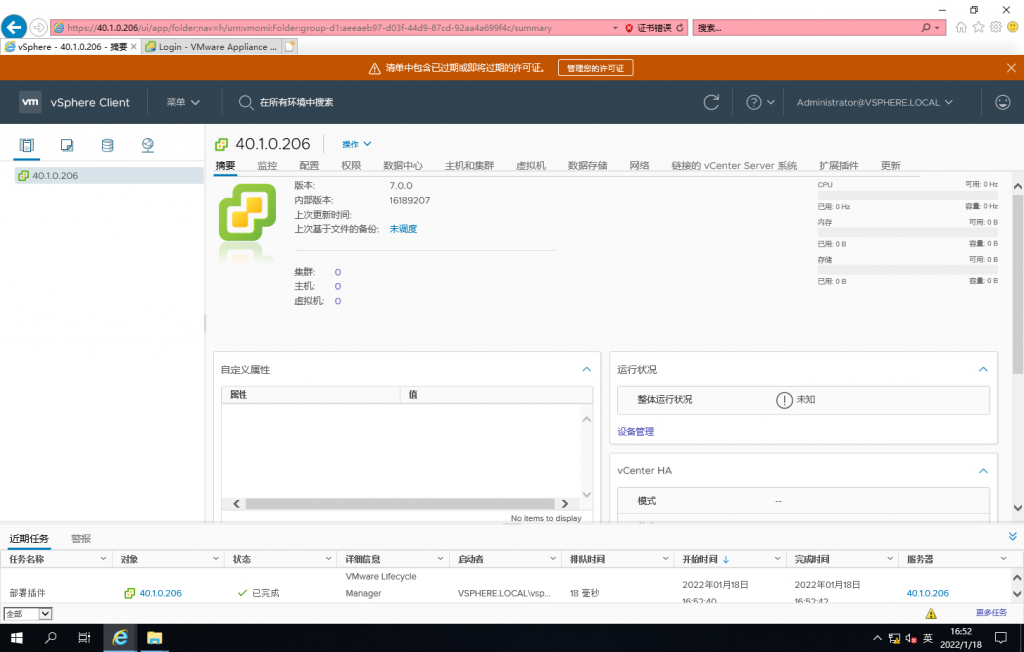 https://40.1.0.206/ui/app/folder;nav=h/urn:vmomi:Folder:group-d1:aeeaeb97-d03f-44d9-87cd-92aa4a699f4c/summary
证书错误
搜索...
vSphere - 40.1.0.206 - 摘要
Login - VMware Appliance ...
清单中包含已过期或即将过期的许可证。
管理您的许可证
vm vSphere Client
菜单
在所有环境中搜索
Administrator@VSPHERE.LOCAL
40.1.0.206
40.1.0.206
操作
摘要 监控 配置 权限 数据中心 主机和集群 虚拟机 数据存储 网络 链接的 vCenter Server 系统 扩展插件 更新
版本: 7.0.0
内部版本: 16189207
上次更新时间:
上次基于文件的备份: 未调度
集群: 0
主机: 0
虚拟机: 0
CPU 可用: 0 Hz
已用: 0 Hz 容量: 0 Hz
内存 可用: 0 B
已用: 0 B 容量: 0 B
存储 可用: 0 B
已用: 0 B 容量: 0 B
自定义属性
属性 值
No items to display
运行状况
整体运行状况 未知
设备管理
vCenter HA
模式 --
近期任务 警报
任务名称 对象 状态 详细信息 启动者 排队时间 开始时间 完成时间 服务器
部署插件 40.1.0.206 已完成 VMware Lifecycle Manager VSPHERE.LOCAL\vsp... 18 毫秒 2022年01月18日 16:52:40 2022年01月18日 16:52:42 40.1.0.206
全部
更多任务
英
16:52
2022/1/18